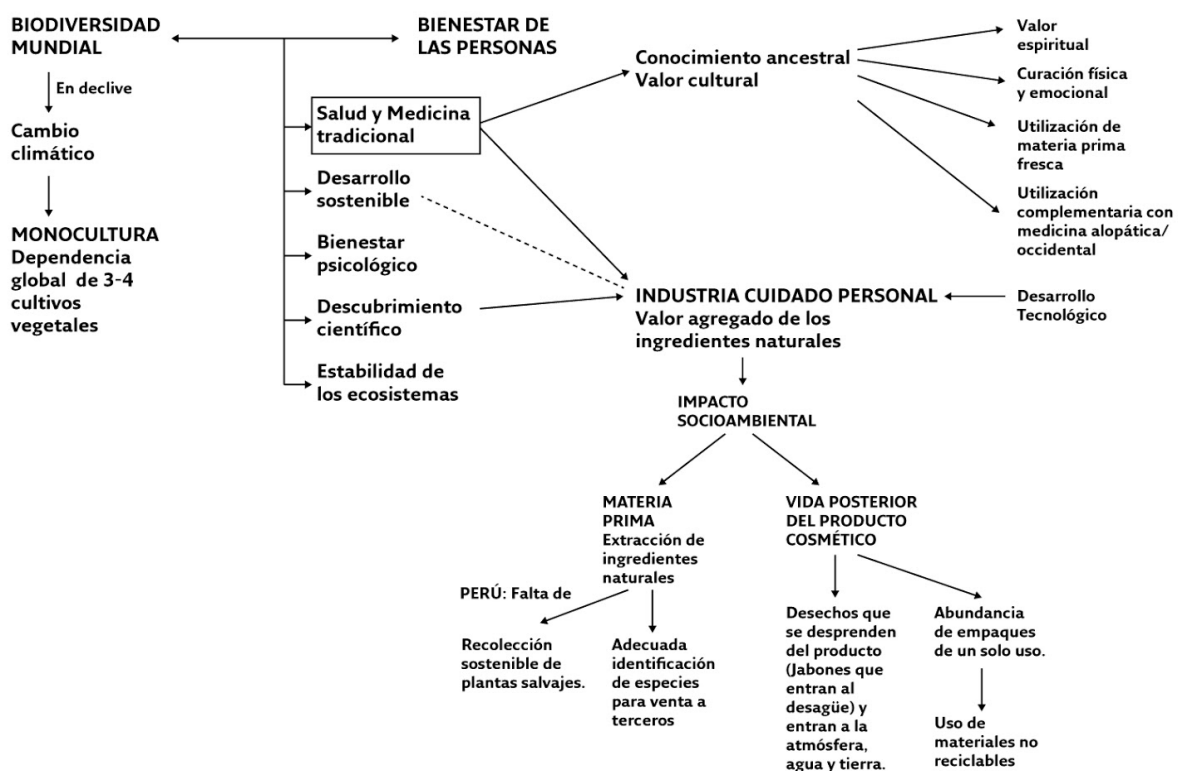 BIODIVERSIDAD
MUNDIAL
En declive
Cambio
climático
MONOCULTURA
Dependencia
global de 3-4
cultivos
vegetales
BIENESTAR DE
LAS PERSONAS
Salud y Medicina
tradicional
Desarrollo
sostenible
Bienestar
psicológico
Descubrimiento
científico
Estabilidad de
los ecosistemas
Conocimiento ancestral
Valor cultural
Valor
espiritual
Curación física
y emocional
Utilización de
materia prima
fresca
Utilización
complementaria con
medicina alopática/
occidental
INDUSTRIA CUIDADO PERSONAL
Valor agregado de los
ingredientes naturales
Desarrollo
Tecnológico
IMPACTO
SOCIOAMBIENTAL
MATERIA
PRIMA
Extracción de
ingredientes
naturales
PERÚ: Falta de
Recolección
sostenible de
plantas salvajes.
Adecuada
identificación
de especies
para venta a
terceros
VIDA POSTERIOR
DEL PRODUCTO
COSMÉTICO
Desechos que
se desprenden
del producto
(Jabones que
entran al
desagüe) y
entran a la
atmósfera,
agua y tierra.
Abundancia
de empaques
de un solo uso.
Uso de
materiales no
reciclables